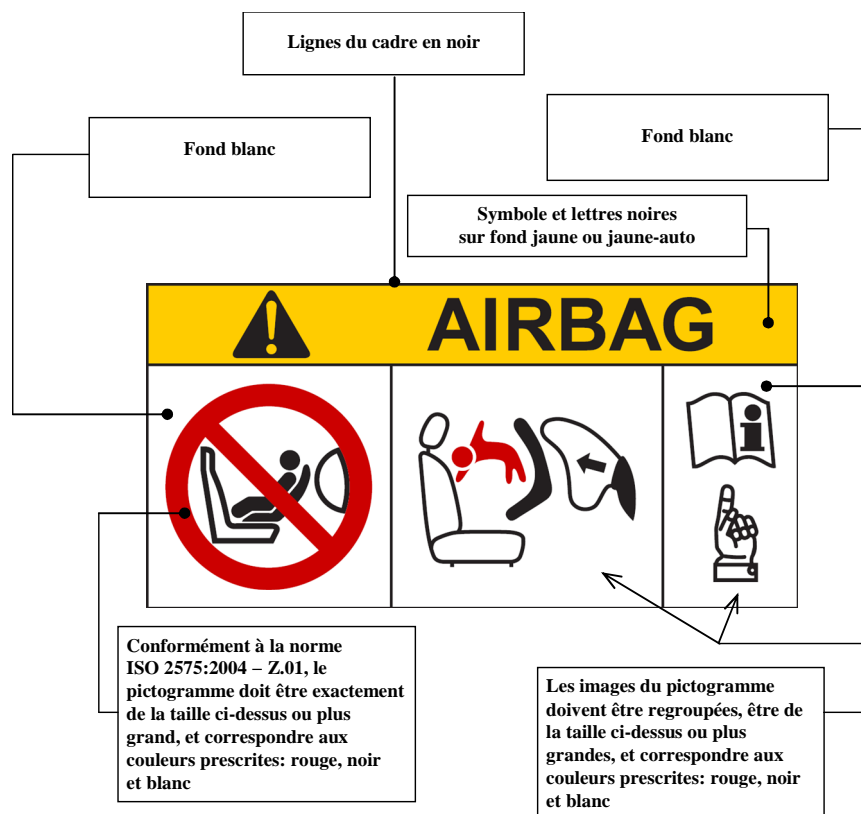 Lignes du cadre en noir
Fond blanc
Fond blanc
Symbole et lettres noires
sur fond jaune ou jaune-auto
AIRBAG
Conformément à la norme
ISO 2575:2004 – Z.01, le
pictogramme doit être exactement
de la taille ci-dessus ou plus
grand, et correspondre aux
couleurs prescrites: rouge, noir
et blanc
Les images du pictogramme
doivent être regroupées, être de
la taille ci-dessus ou plus
grandes, et correspondre aux
couleurs prescrites: rouge, noir
et blanc